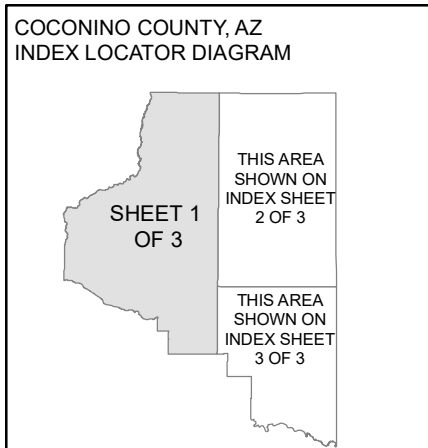 COCONINO COUNTY, AZ
INDEX LOCATOR DIAGRAM
SHEET 1
OF 3
THIS AREA
SHOWN ON
INDEX SHEET
2 OF 3
THIS AREA
SHOWN ON
INDEX SHEET
3 OF 3